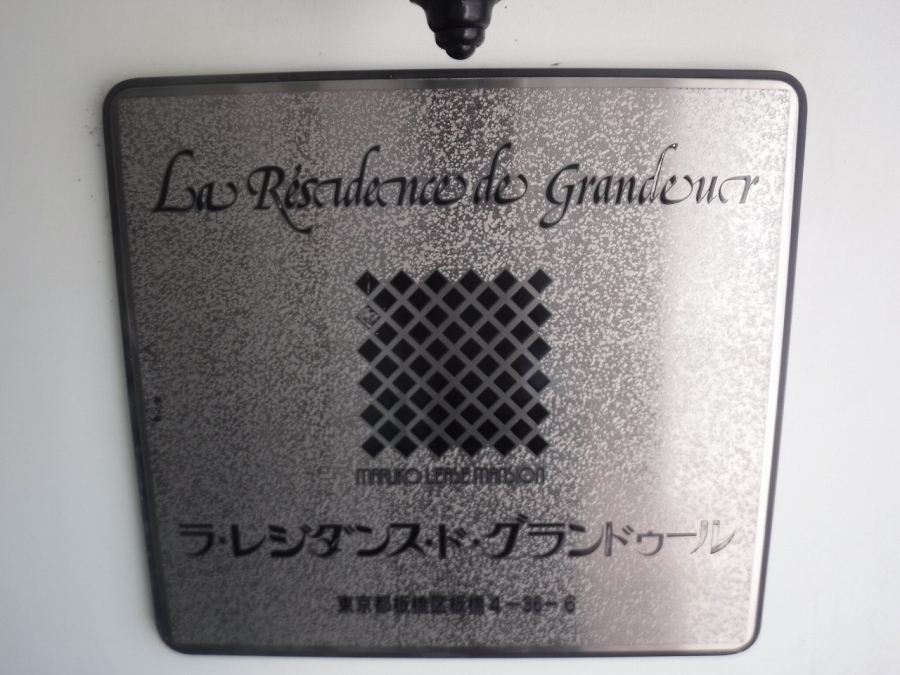 La Résidence de Grandeur
MARUKO LEASE MANSION
ラ・レジダンス・ド・グランドゥール
東京都板橋区板橋4-36-6